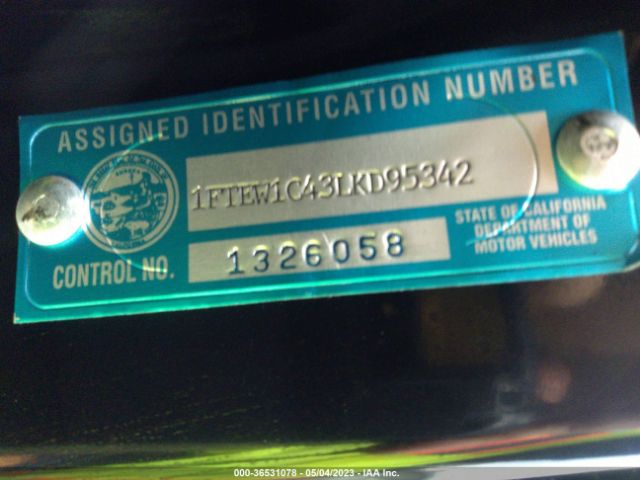 ASSIGNED IDENTIFICATION NUMBER
1FTEW1C43LKD95342
STATE OF CALIFORNIA
DEPARTMENT OF
MOTOR VEHICLES
CONTROL NO. 1326058
000-36531078 - 05/04/2023 - IAA Inc.